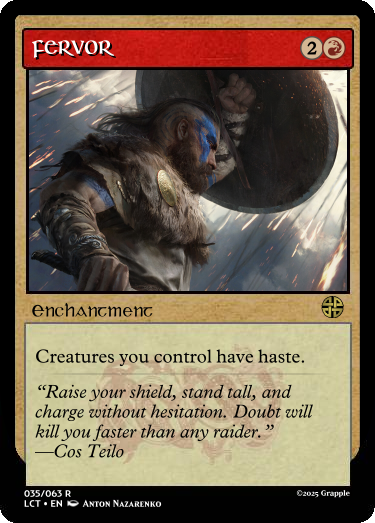 Fervor 2
Enchantment
Creatures you control have haste.
“Raise your shield, stand tall, and
charge without hesitation. Doubt will
kill you faster than any raider.”
—Cos Teilo
035/063 R ©2025 Grapple
LCT • EN Anton Nazarenko